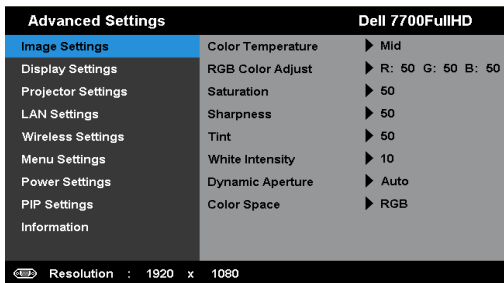 Advanced Settings Dell 7700FullHD
Image Settings Color Temperature Mid
Display Settings RGB Color Adjust R: 50 G: 50 B: 50
Projector Settings Saturation 50
LAN Settings Sharpness 50
Wireless Settings Tint 50
Menu Settings White Intensity 10
Power Settings Dynamic Aperture Auto
PIP Settings Color Space RGB
Information
Resolution : 1920 x 1080